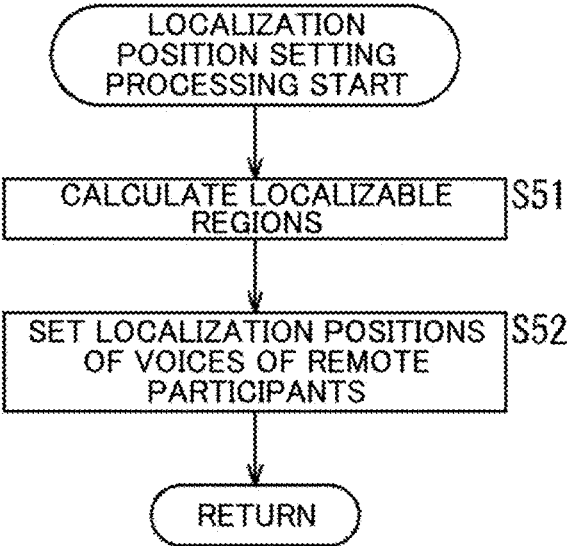 LOCALIZATION
POSITION SETTING
PROCESSING START
CALCULATE LOCALIZABLE
REGIONS
S51
SET LOCALIZATION POSITIONS
OF VOICES OF REMOTE
PARTICIPANTS
S52
RETURN